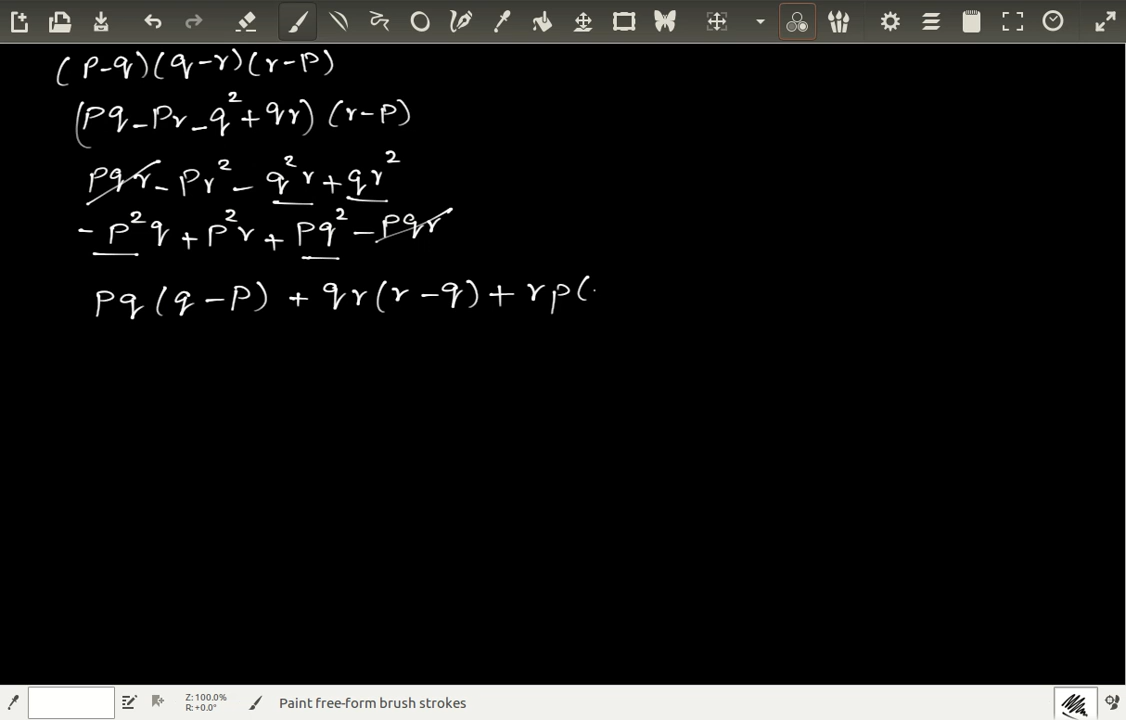 (P-q)(q-r)(r-P)
(Pq-Pr-q²+qr)(r-P)
pqr-Pr²-q²r+qr²
-P²q+P²r+Pq²-Pqr
Pq(q-P)+qr(r-q)+rp(
Z: 100.0%
R: +0.0°
Paint free-form brush strokes